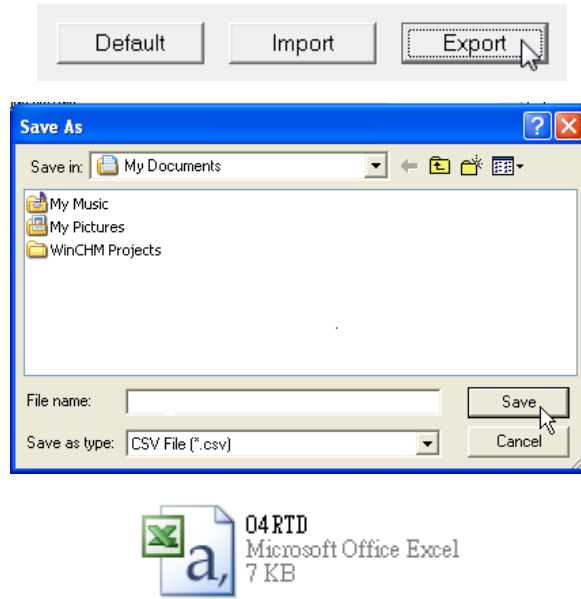 Default Import Export
Save As
Save in: My Documents
My Music
My Pictures
WinCHM Projects
File name: Save
Save as type: CSV File (*.csv) Cancel
04RTD
Microsoft Office Excel
7 KB
a,